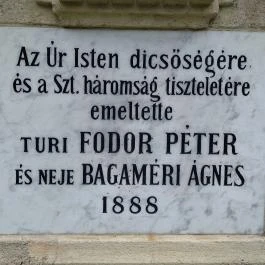 Az Úr Isten dicsőségére
és a Szt. háromság tiszteletére
emeltette
TURI FODOR PÉTER
ÉS NEJE BAGAMÉRI ÁGNES
1888